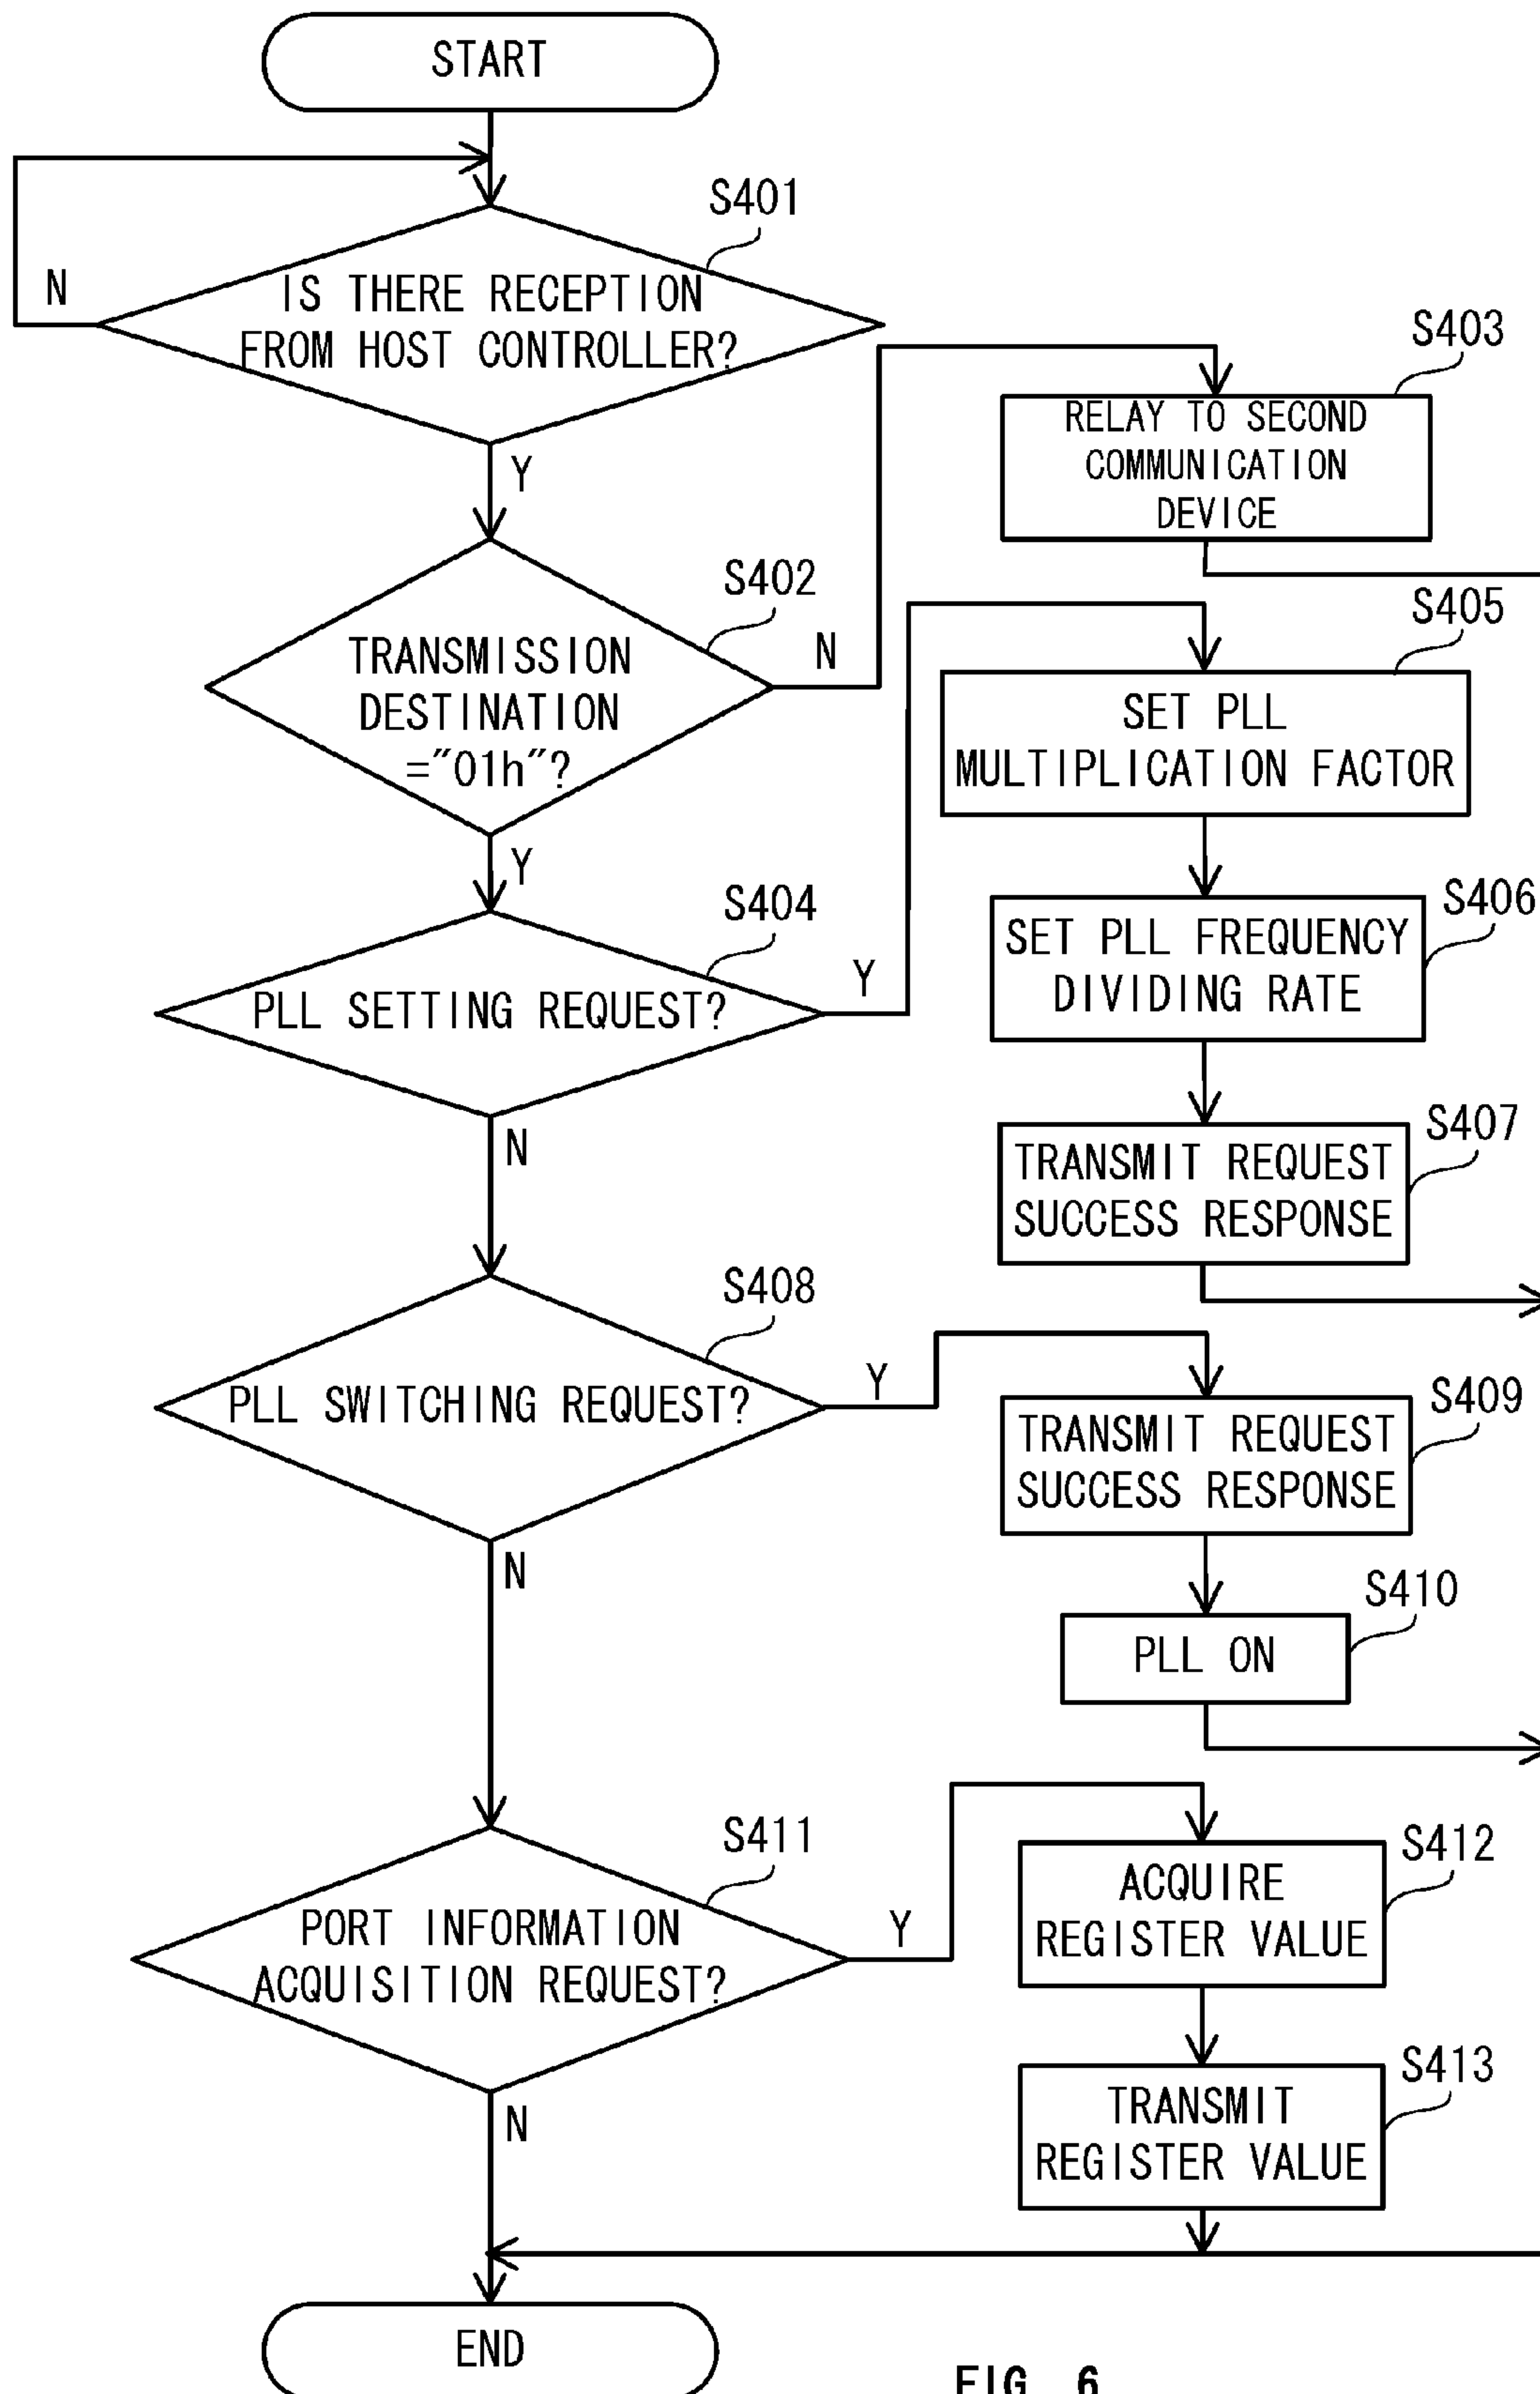 START
S401
IS THERE RECEPTION
FROM HOST CONTROLLER?
N
Y
S403
RELAY TO SECOND
COMMUNICATION
DEVICE
S402
TRANSMISSION
DESTINATION
="01h"?
N
Y
S405
SET PLL
MULTIPLICATION FACTOR
S404
PLL SETTING REQUEST?
Y
N
S406
SET PLL FREQUENCY
DIVIDING RATE
S407
TRANSMIT REQUEST
SUCCESS RESPONSE
S408
PLL SWITCHING REQUEST?
Y
N
S409
TRANSMIT REQUEST
SUCCESS RESPONSE
S410
PLL ON
S411
PORT INFORMATION
ACQUISITION REQUEST?
Y
N
S412
ACQUIRE
REGISTER VALUE
S413
TRANSMIT
REGISTER VALUE
END
FIG. 6